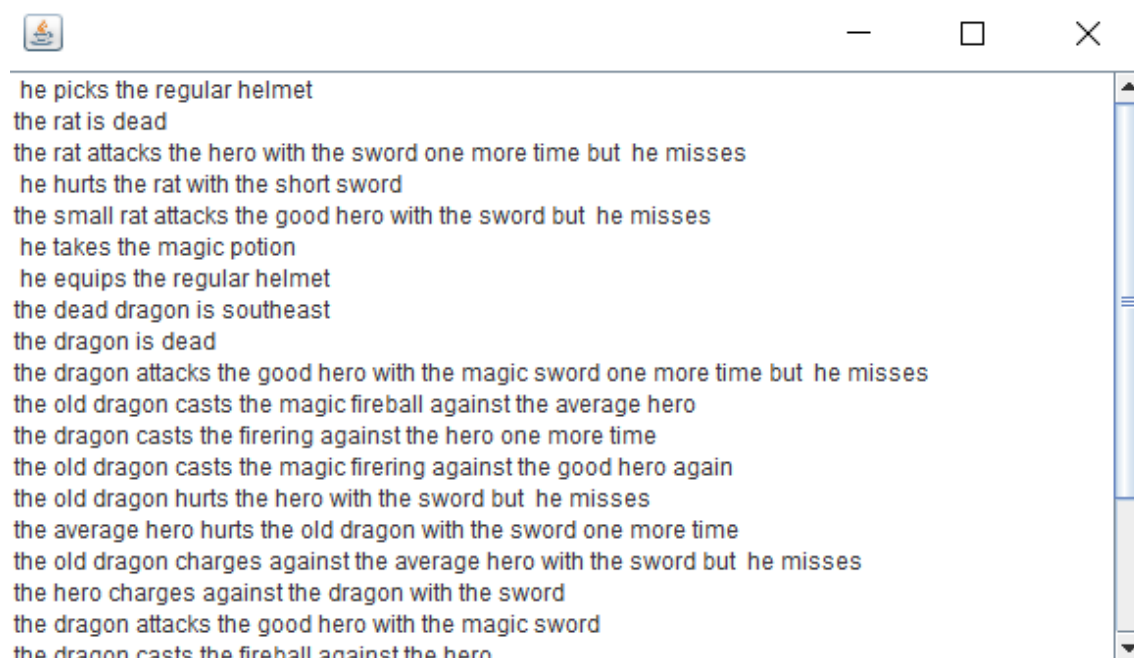 he picks the regular helmet
the rat is dead
the rat attacks the hero with the sword one more time but  he misses
he hurts the rat with the short sword
the small rat attacks the good hero with the sword but  he misses
he takes the magic potion
he equips the regular helmet
the dead dragon is southeast
the dragon is dead
the dragon attacks the good hero with the magic sword one more time but  he misses
the old dragon casts the magic fireball against the average hero
the dragon casts the firering against the hero one more time
the old dragon casts the magic firering against the good hero again
the old dragon hurts the hero with the sword but  he misses
the average hero hurts the old dragon with the sword one more time
the old dragon charges against the average hero with the sword but  he misses
the hero charges against the dragon with the sword
the dragon attacks the good hero with the magic sword
the dragon casts the fireball against the hero